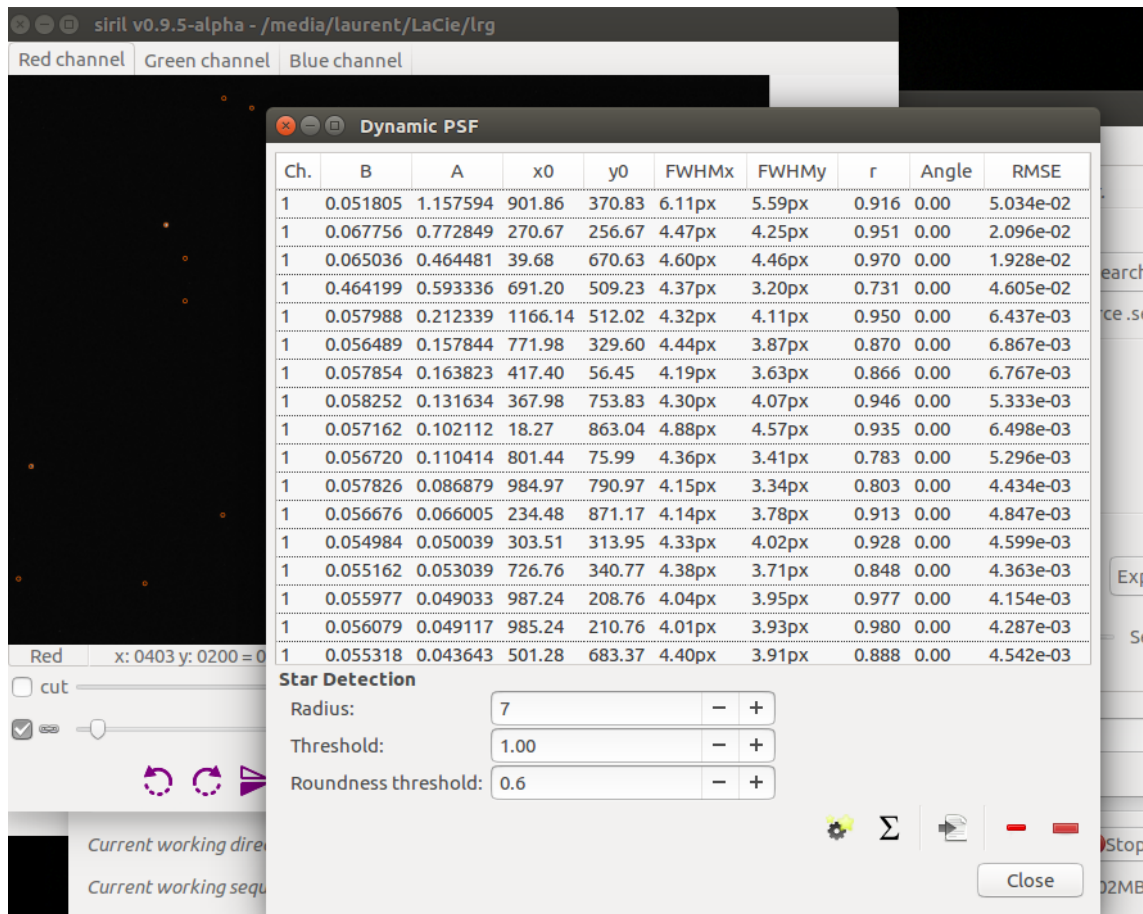 siril v0.9.5-alpha - /media/laurent/LaCie/lrg
Red channel Green channel Blue channel
Dynamic PSF
Ch. B A x0 y0 FWHMx FWHMy r Angle RMSE
1 0.051805 1.157594 901.86 370.83 6.11px 5.59px 0.916 0.00 5.034e-02
1 0.067756 0.772849 270.67 256.67 4.47px 4.25px 0.951 0.00 2.096e-02
1 0.065036 0.464481 39.68 670.63 4.60px 4.46px 0.970 0.00 1.928e-02
1 0.464199 0.593336 691.20 509.23 4.37px 3.20px 0.731 0.00 4.605e-02
1 0.057988 0.212339 1166.14 512.02 4.32px 4.11px 0.950 0.00 6.437e-03
1 0.056489 0.157844 771.98 329.60 4.44px 3.87px 0.870 0.00 6.867e-03
1 0.057854 0.163823 417.40 56.45 4.19px 3.63px 0.866 0.00 6.767e-03
1 0.058252 0.131634 367.98 753.83 4.30px 4.07px 0.946 0.00 5.333e-03
1 0.057162 0.102112 18.27 863.04 4.88px 4.57px 0.935 0.00 6.498e-03
1 0.056720 0.110414 801.44 75.99 4.36px 3.41px 0.783 0.00 5.296e-03
1 0.057826 0.086879 984.97 790.97 4.15px 3.34px 0.803 0.00 4.434e-03
1 0.056676 0.066005 234.48 871.17 4.14px 3.78px 0.913 0.00 4.847e-03
1 0.054984 0.050039 303.51 313.95 4.33px 4.02px 0.928 0.00 4.599e-03
1 0.055162 0.053039 726.76 340.77 4.38px 3.71px 0.848 0.00 4.363e-03
1 0.055977 0.049033 987.24 208.76 4.04px 3.95px 0.977 0.00 4.154e-03
1 0.056079 0.049117 985.24 210.76 4.01px 3.93px 0.980 0.00 4.287e-03
1 0.055318 0.043643 501.28 683.37 4.40px 3.91px 0.888 0.00 4.542e-03
earch
rce .se
Exp
Red x: 0403 y: 0200 = 0
cut
Star Detection
Radius: 7
Threshold: 1.00
Roundness threshold: 0.6
Σ
Current working dire
Stop
Close
Current working sequ
02MB